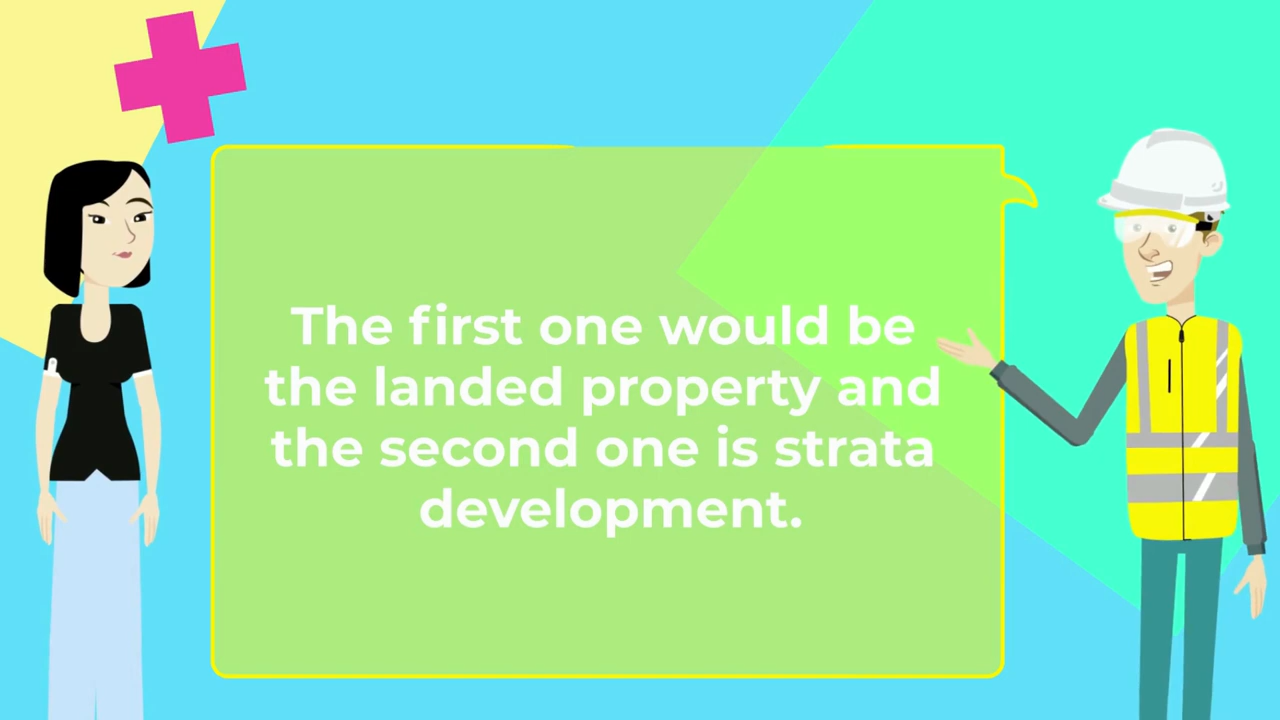 The first one would be
the landed property and
the second one is strata
development.